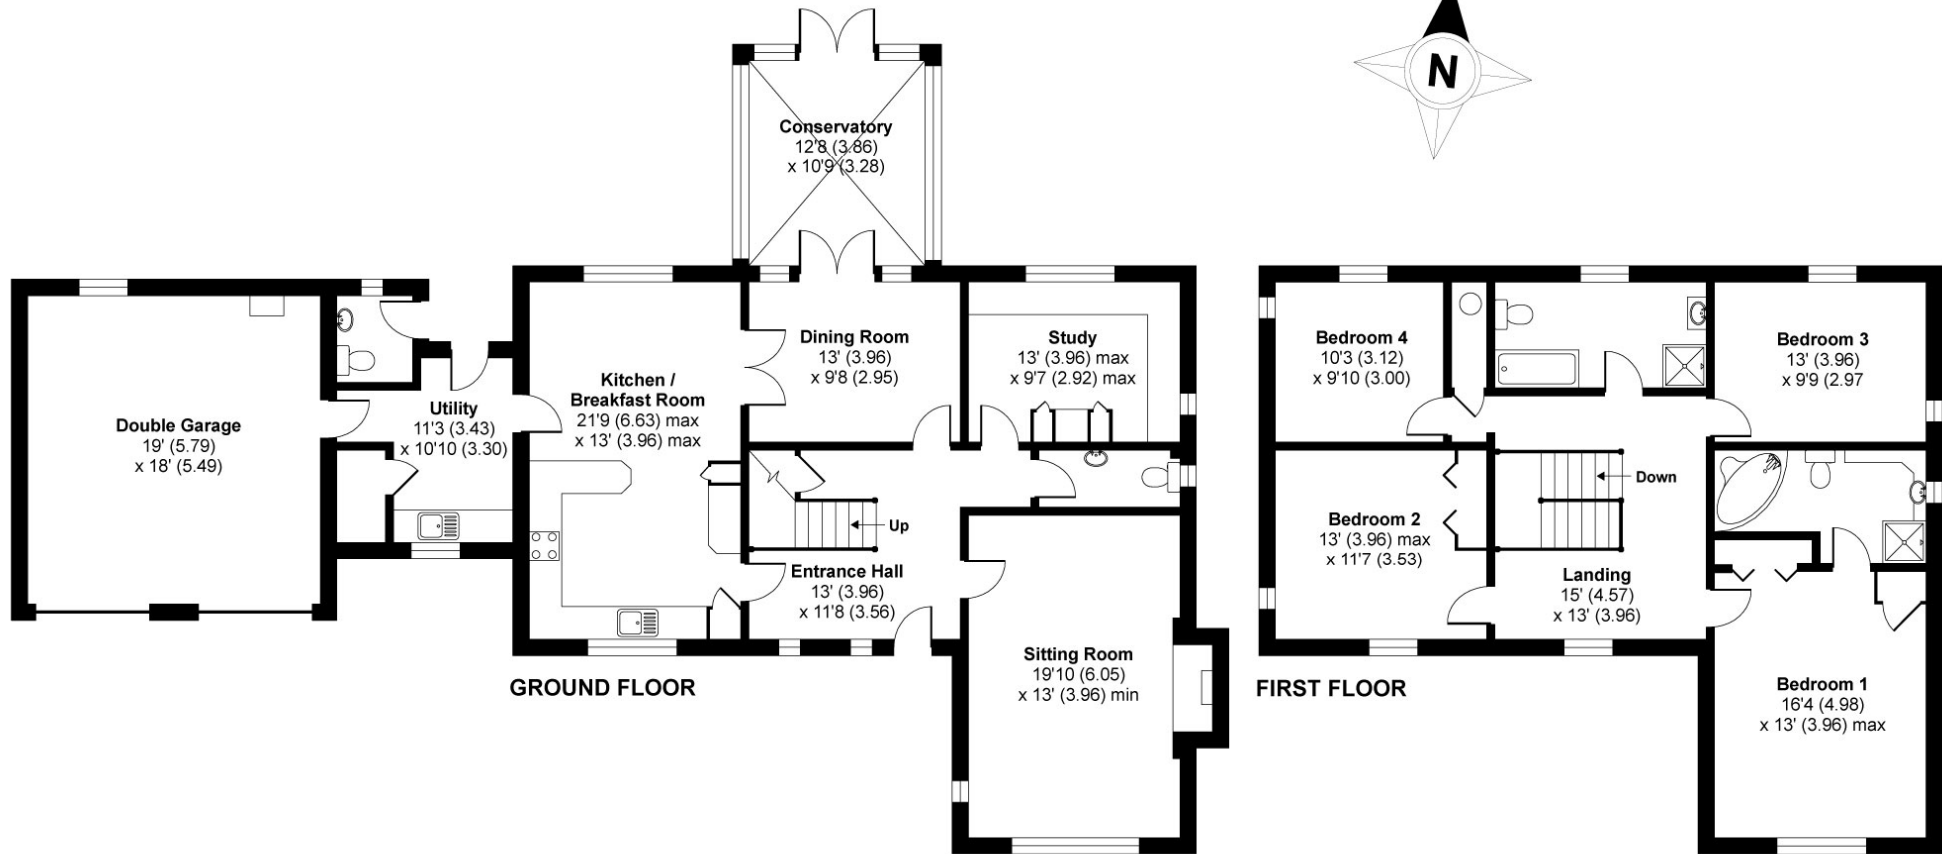 N
Conservatory
12'8 (3.86)
x 10'9 (3.28)
Double Garage
19' (5.79)
x 18' (5.49)
Utility
11'3 (3.43)
x 10'10 (3.30)
Kitchen /
Breakfast Room
21'9 (6.63) max
x 13' (3.96) max
Dining Room
13' (3.96)
x 9'8 (2.95)
Study
13' (3.96) max
x 9'7 (2.92) max
Up
Entrance Hall
13' (3.96)
x 11'8 (3.56)
Sitting Room
19'10 (6.05)
x 13' (3.96) min
GROUND FLOOR
Bedroom 4
10'3 (3.12)
x 9'10 (3.00)
Bedroom 3
13' (3.96)
x 9'9 (2.97
Bedroom 2
13' (3.96) max
x 11'7 (3.53)
Down
Landing
15' (4.57)
x 13' (3.96)
Bedroom 1
16'4 (4.98)
x 13' (3.96) max
FIRST FLOOR